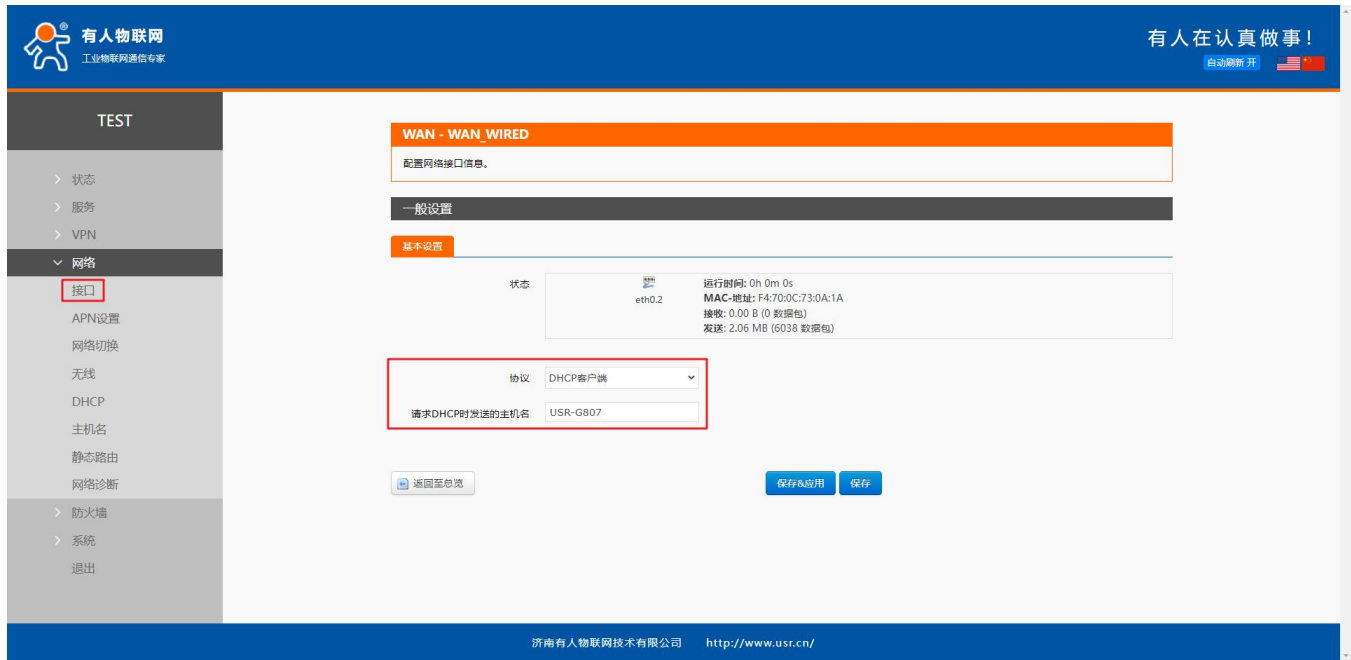 有人物联网
工业物联网通信专家
有人在认真做事!
自动刷新 开
TEST
状态
服务
VPN
网络
接口
APN设置
网络切换
无线
DHCP
主机名
静态路由
网络诊断
防火墙
系统
退出
WAN - WAN_WIRED
配置网络接口信息。
一般设置
基本设置
状态
eth0.2
运行时间: 0h 0m 0s
MAC-地址: F4:70:0C:73:0A:1A
接收: 0.00 B (0 数据包)
发送: 2.06 MB (6038 数据包)
协议 DHCP客户端
请求DHCP时发送的主机名 USR-G807
返回至总览 保存&应用 保存
济南有人物联网技术有限公司 http://www.usr.cn/